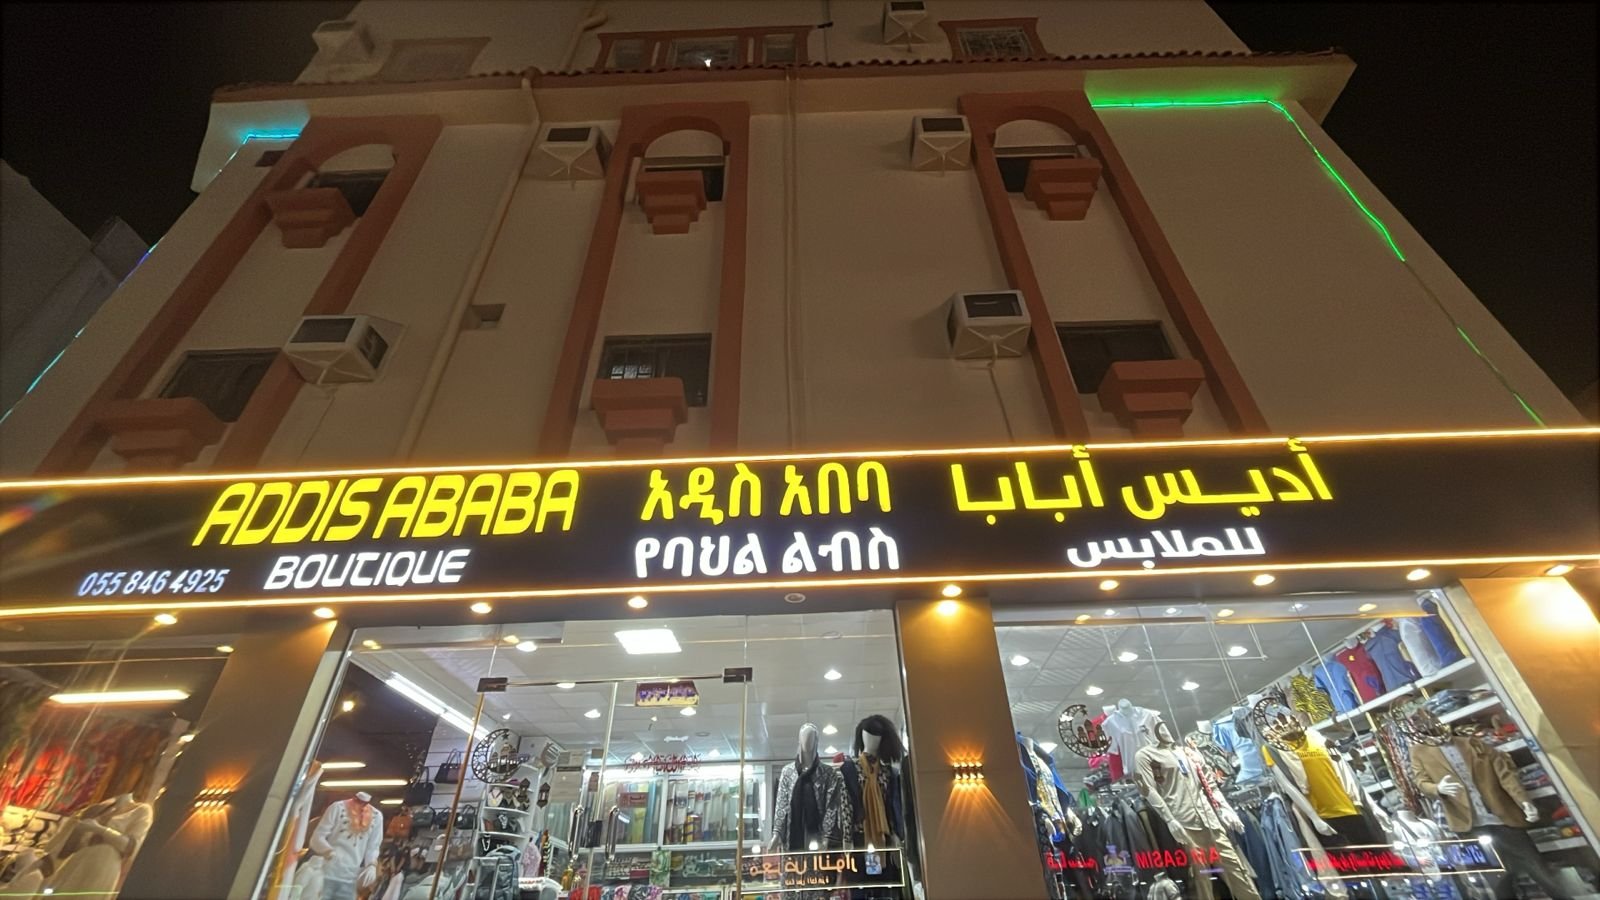 ADDIS ABABA
BOUTIQUE
055 846 4925
አዲስ አበባ
የባህል ልብስ
أديس أبابا
للملابس